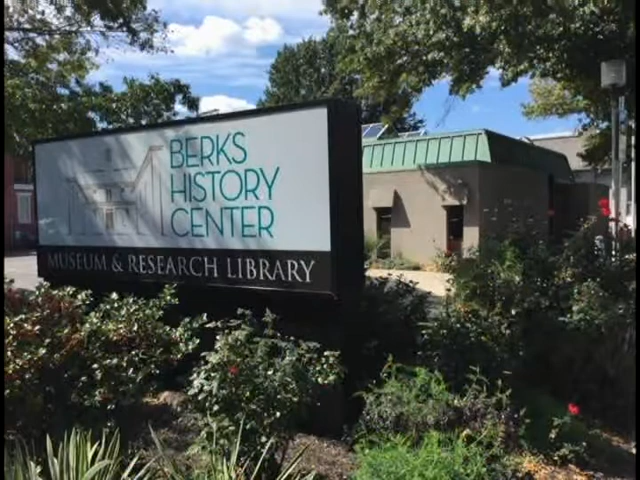 BERKS
HISTORY
CENTER
MUSEUM & RESEARCH LIBRARY